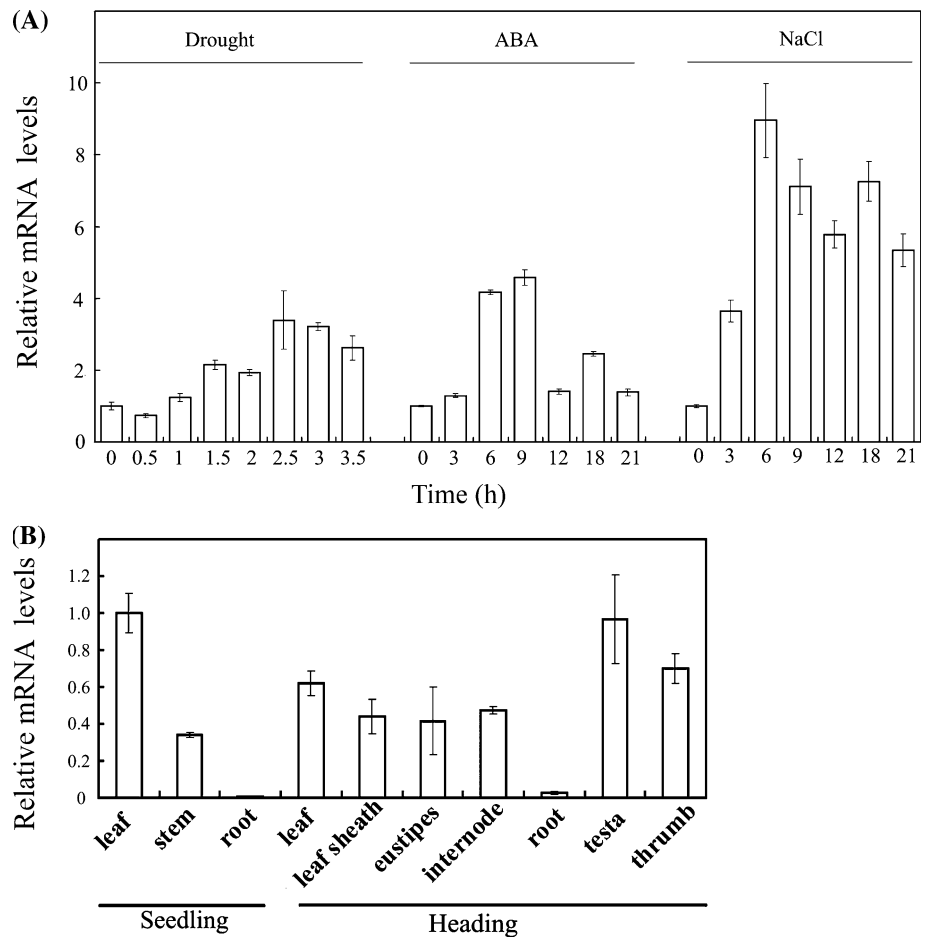 (A)
Drought ABA NaCl
Relative mRNA levels
10
8
6
4
2
0
0 0.5 1 1.5 2 2.5 3 3.5 0 3 6 9 12 18 21 0 3 6 9 12 18 21
Time (h)
(B)
Relative mRNA levels
1.2
1.0
0.8
0.6
0.4
0.2
0
leaf stem root leaf leaf sheath eustipes internode root testa thrumb
Seedling Heading